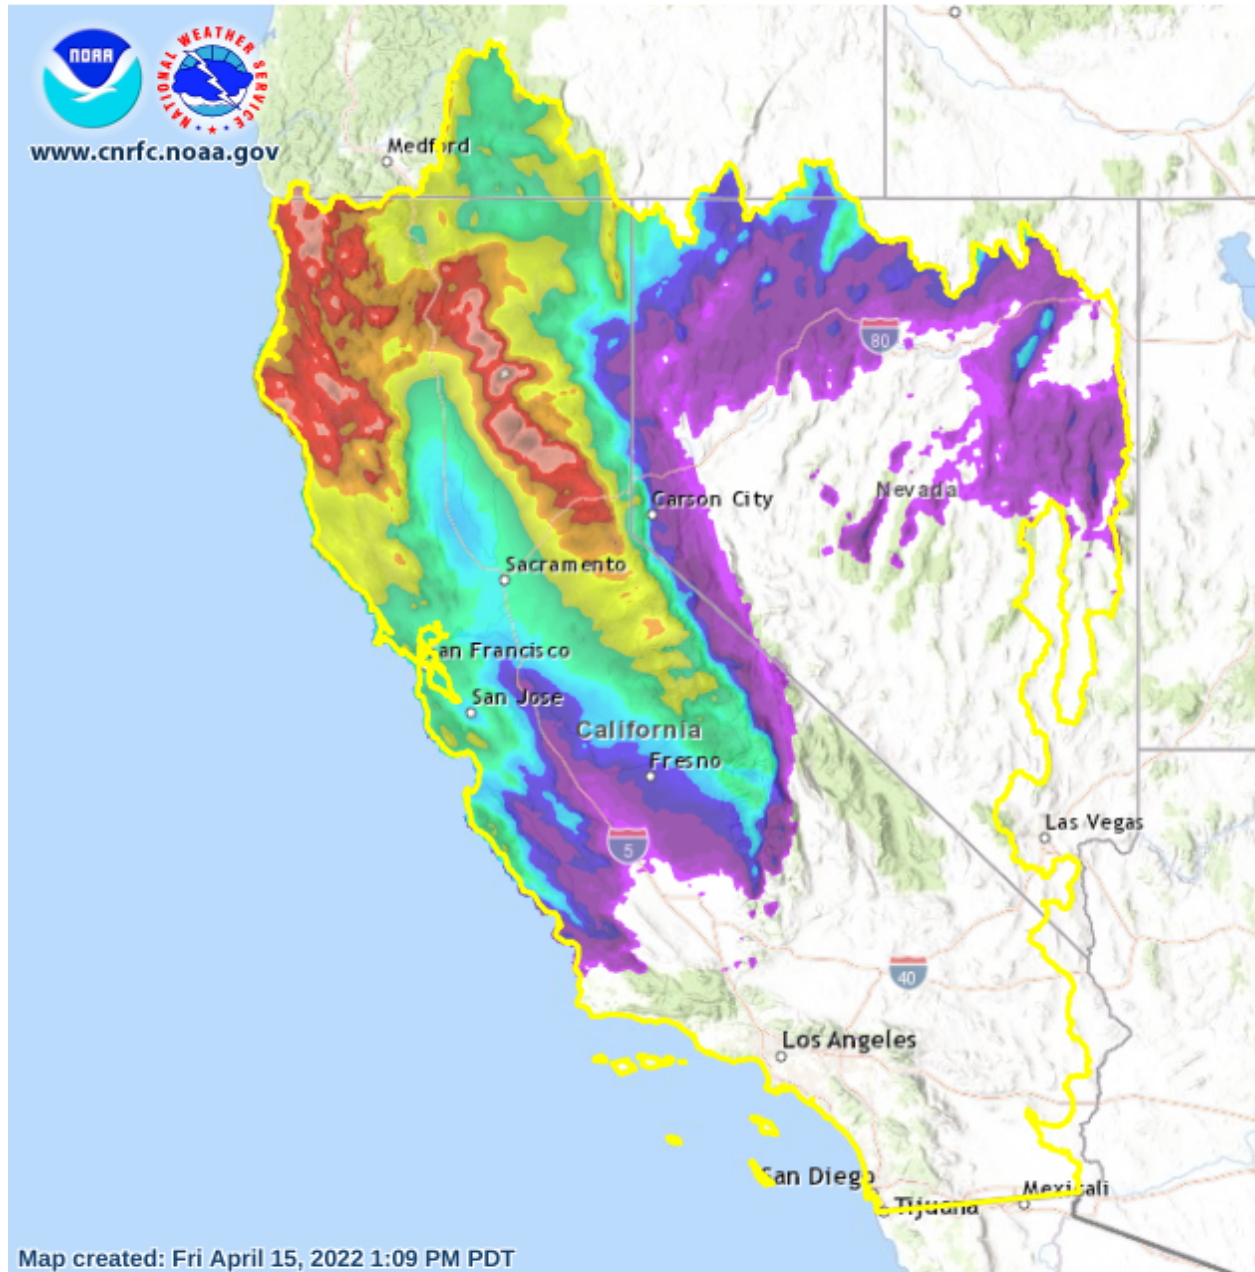 NOAA
NATIONAL WEATHER SERVICE
www.cnrfc.noaa.gov
Medford
80
Nevada
Carson City
Sacramento
San Francisco
San Jose
California
Fresno
Las Vegas
5
40
Los Angeles
San Diego
Mexicali
Tijuana
Map created: Fri April 15, 2022 1:09 PM PDT